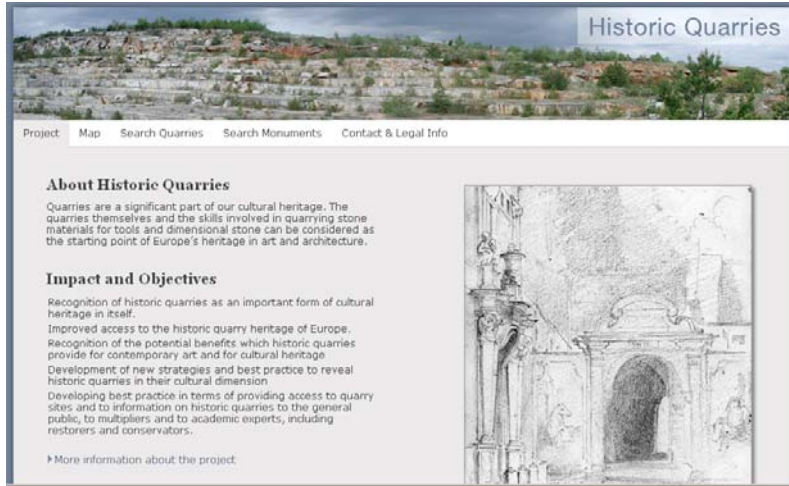 Historic Quarries
Project Map Search Quarries Search Monuments Contact & Legal Info
About Historic Quarries
Quarries are a significant part of our cultural heritage. The
quarries themselves and the skills involved in quarrying stone
materials for tools and dimensional stone can be considered as
the starting point of Europe's heritage in art and architecture.
Impact and Objectives
Recognition of historic quarries as an important form of cultural
heritage in itself.
Improved access to the historic quarry heritage of Europe.
Recognition of the potential benefits which historic quarries
provide for contemporary art and for cultural heritage
Development of new strategies and best practice to reveal
historic quarries in their cultural dimension
Developing best practice in terms of providing access to quarry
sites and to information on historic quarries to the general
public, to multipliers and to academic experts, including
restorers and conservators.
More information about the project